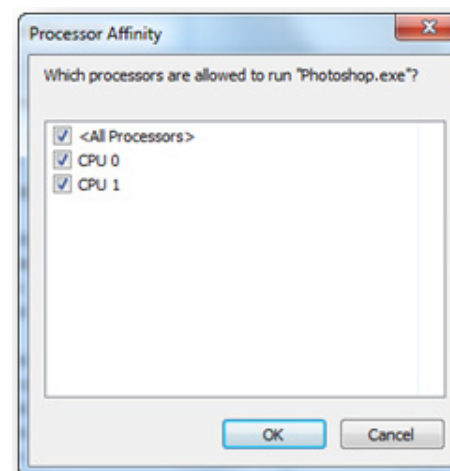 Processor Affinity
Which processors are allowed to run "Photoshop.exe"?
<All Processors>
CPU 0
CPU 1
OK
Cancel